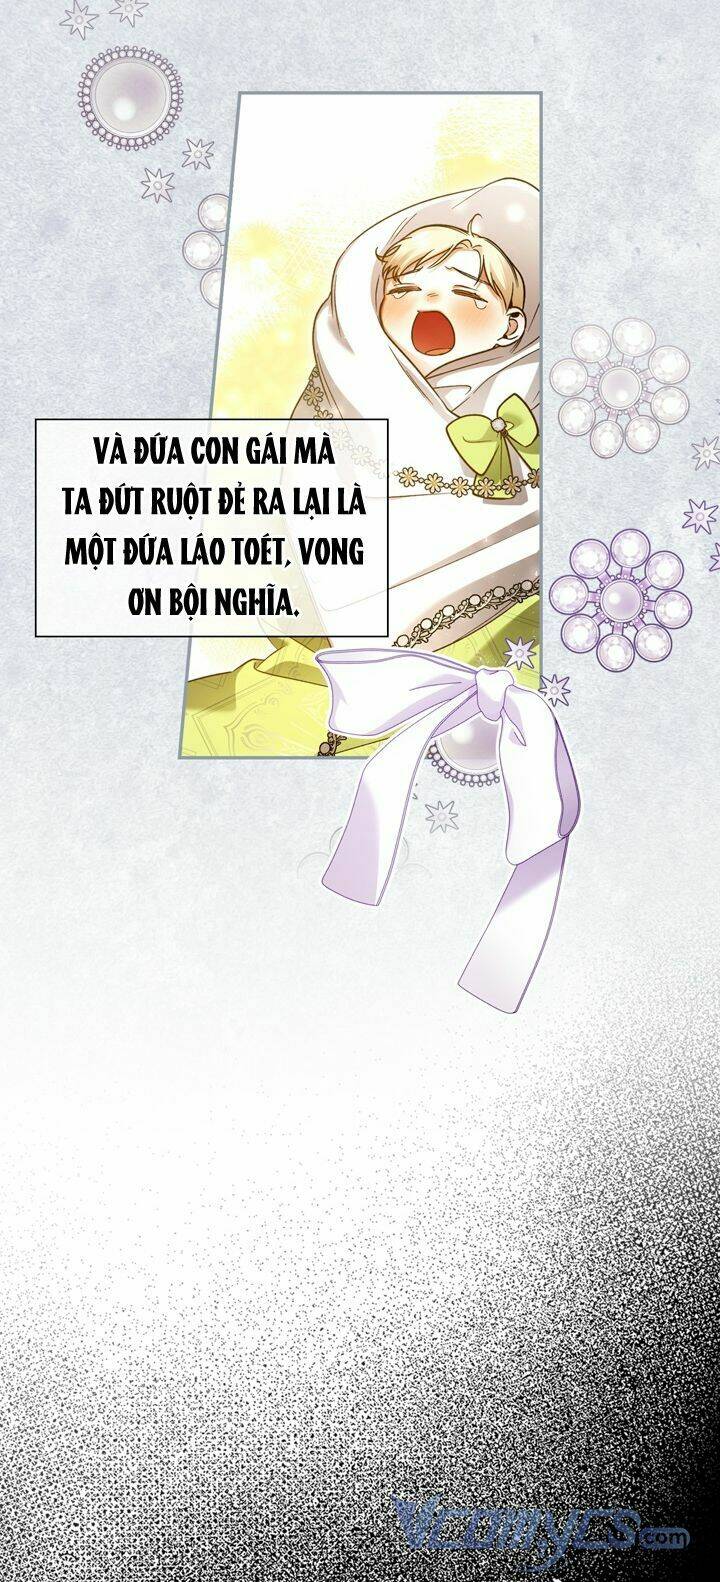 VÀ ĐỨA CON GÁI MÀ
TA ĐỨT RUỘT ĐẺ RA LẠI LÀ
MỘT ĐỨA LÁO TOÉT, VONG
ƠN BỘI NGHĨA.
Vcomycs.com